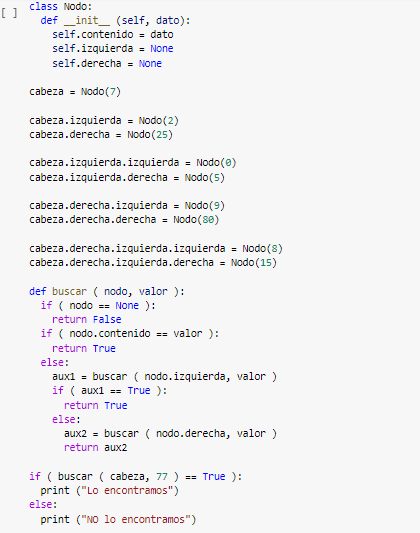 [ ] class Nodo:
  def __init__ (self, dato):
    self.contenido = dato
    self.izquierda = None
    self.derecha = None

cabeza = Nodo(7)

cabeza.izquierda = Nodo(2)
cabeza.derecha = Nodo(25)

cabeza.izquierda.izquierda = Nodo(0)
cabeza.izquierda.derecha = Nodo(5)

cabeza.derecha.izquierda = Nodo(9)
cabeza.derecha.derecha = Nodo(80)

cabeza.derecha.izquierda.izquierda = Nodo(8)
cabeza.derecha.izquierda.derecha = Nodo(15)

def buscar ( nodo, valor ):
  if ( nodo == None ):
    return False
  if ( nodo.contenido == valor ):
    return True
  else:
    aux1 = buscar ( nodo.izquierda, valor )
    if ( aux1 == True ):
      return True
    else:
      aux2 = buscar ( nodo.derecha, valor )
      return aux2

if ( buscar ( cabeza, 77 ) == True ):
  print ("Lo encontramos")
else:
  print ("NO lo encontramos")